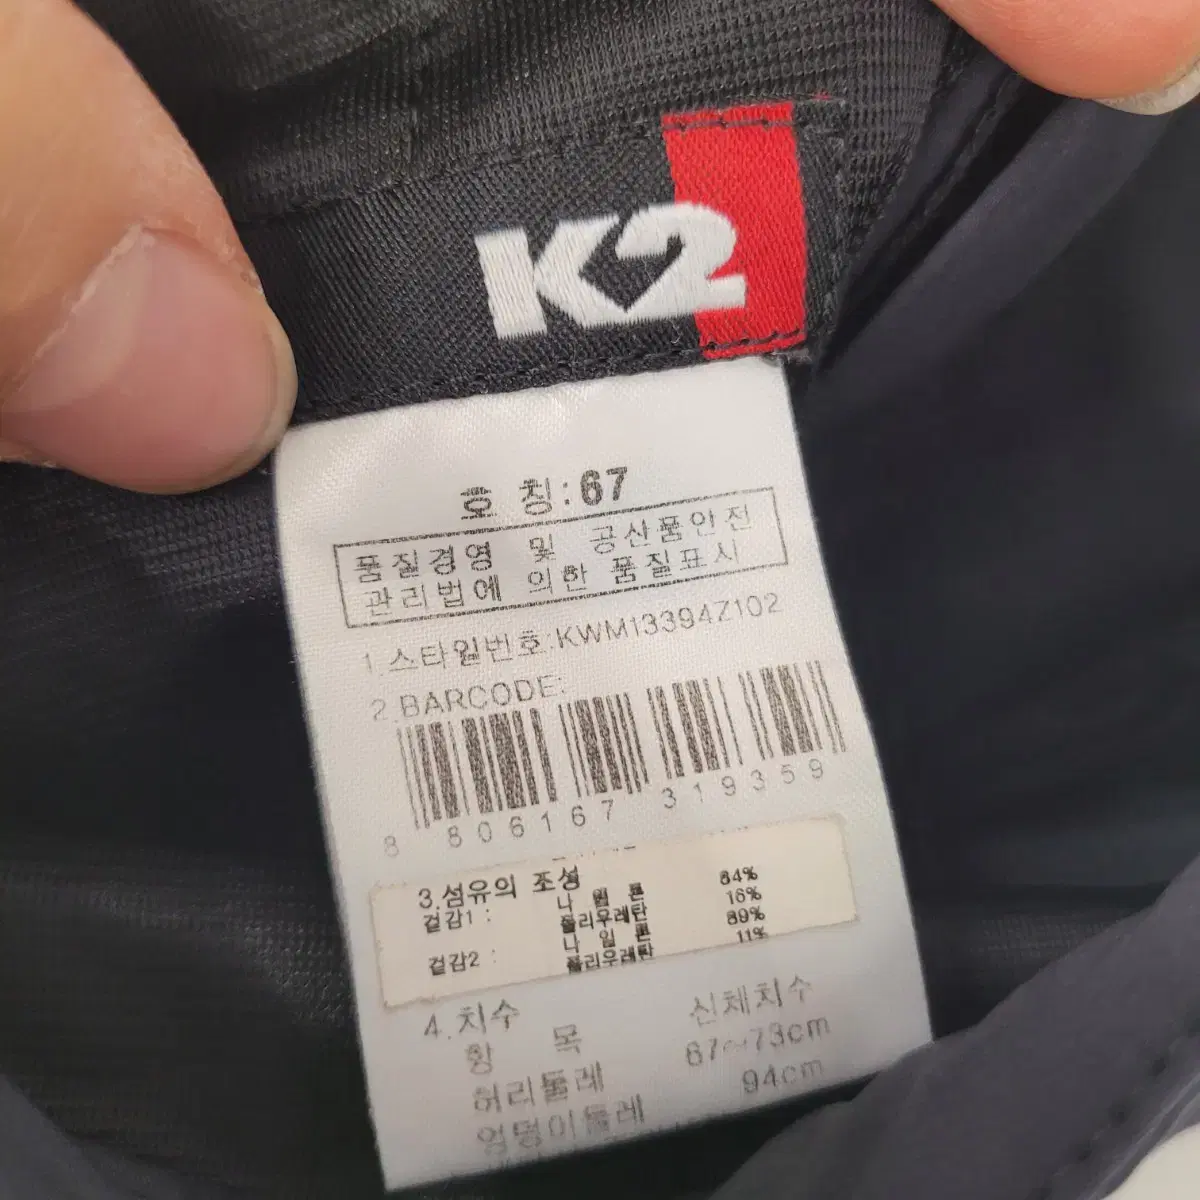 K2
호 칭:67
품질경영 및 공산품안전
관리법에 의한 품질표시
1.스타일번호:KWM13394Z102
2.BARCODE:
8 806167 319359
3.섬유의 조성
겉감1 : 나 일 론 84%
폴리우레탄 16%
겉감2 : 나 일 론 89%
폴리우레탄 11%
4.치수
항 목 신체치수
허리둘레 67~73cm
엉덩이둘레 94cm